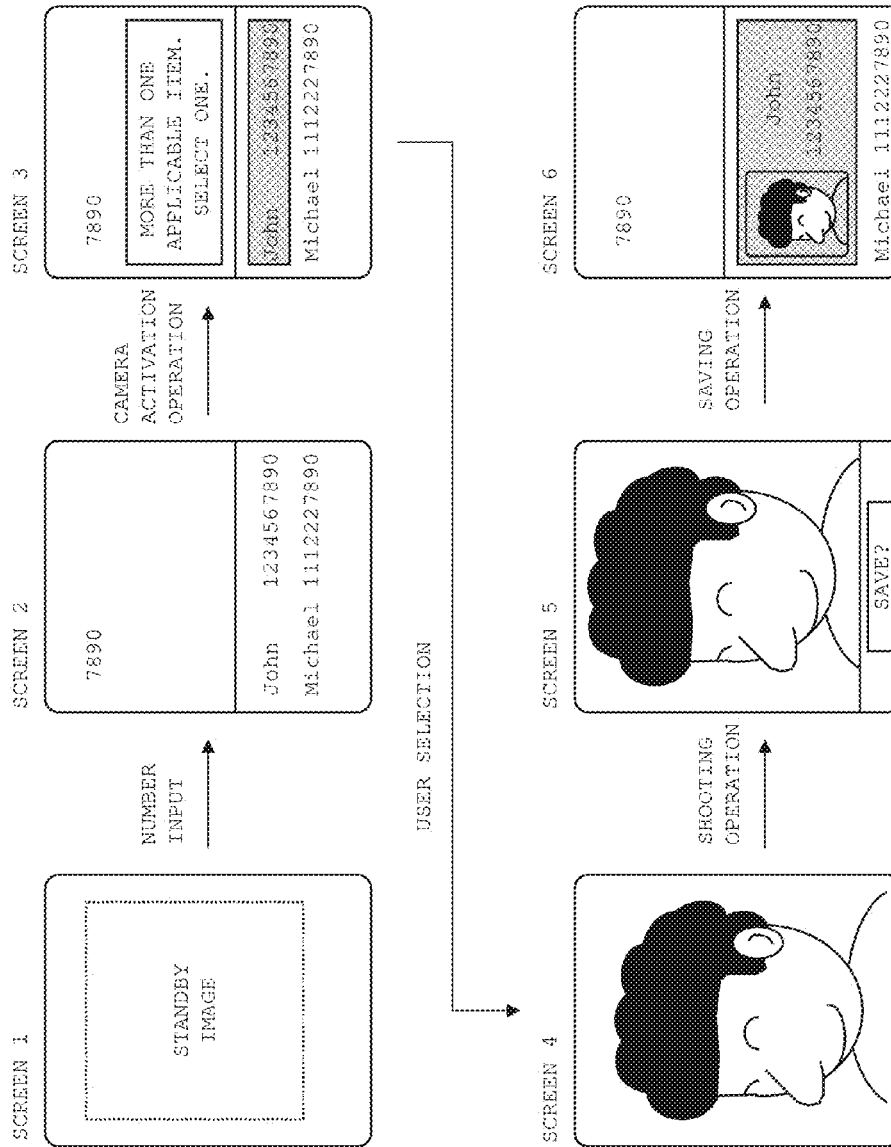 SCREEN 1
STANDBY
IMAGE
NUMBER
INPUT
SCREEN 2
7890
John 1234567890
Michael 1112227890
CAMERA
ACTIVATION
OPERATION
SCREEN 3
7890
MORE THAN ONE
APPLICABLE ITEM.
SELECT ONE.
John 1234567890
Michael 1112227890
USER SELECTION
SCREEN 4
SHOOTING
OPERATION
SCREEN 5
SAVE?
SAVING
OPERATION
SCREEN 6
7890
John
1234567890
Michael 1112227890